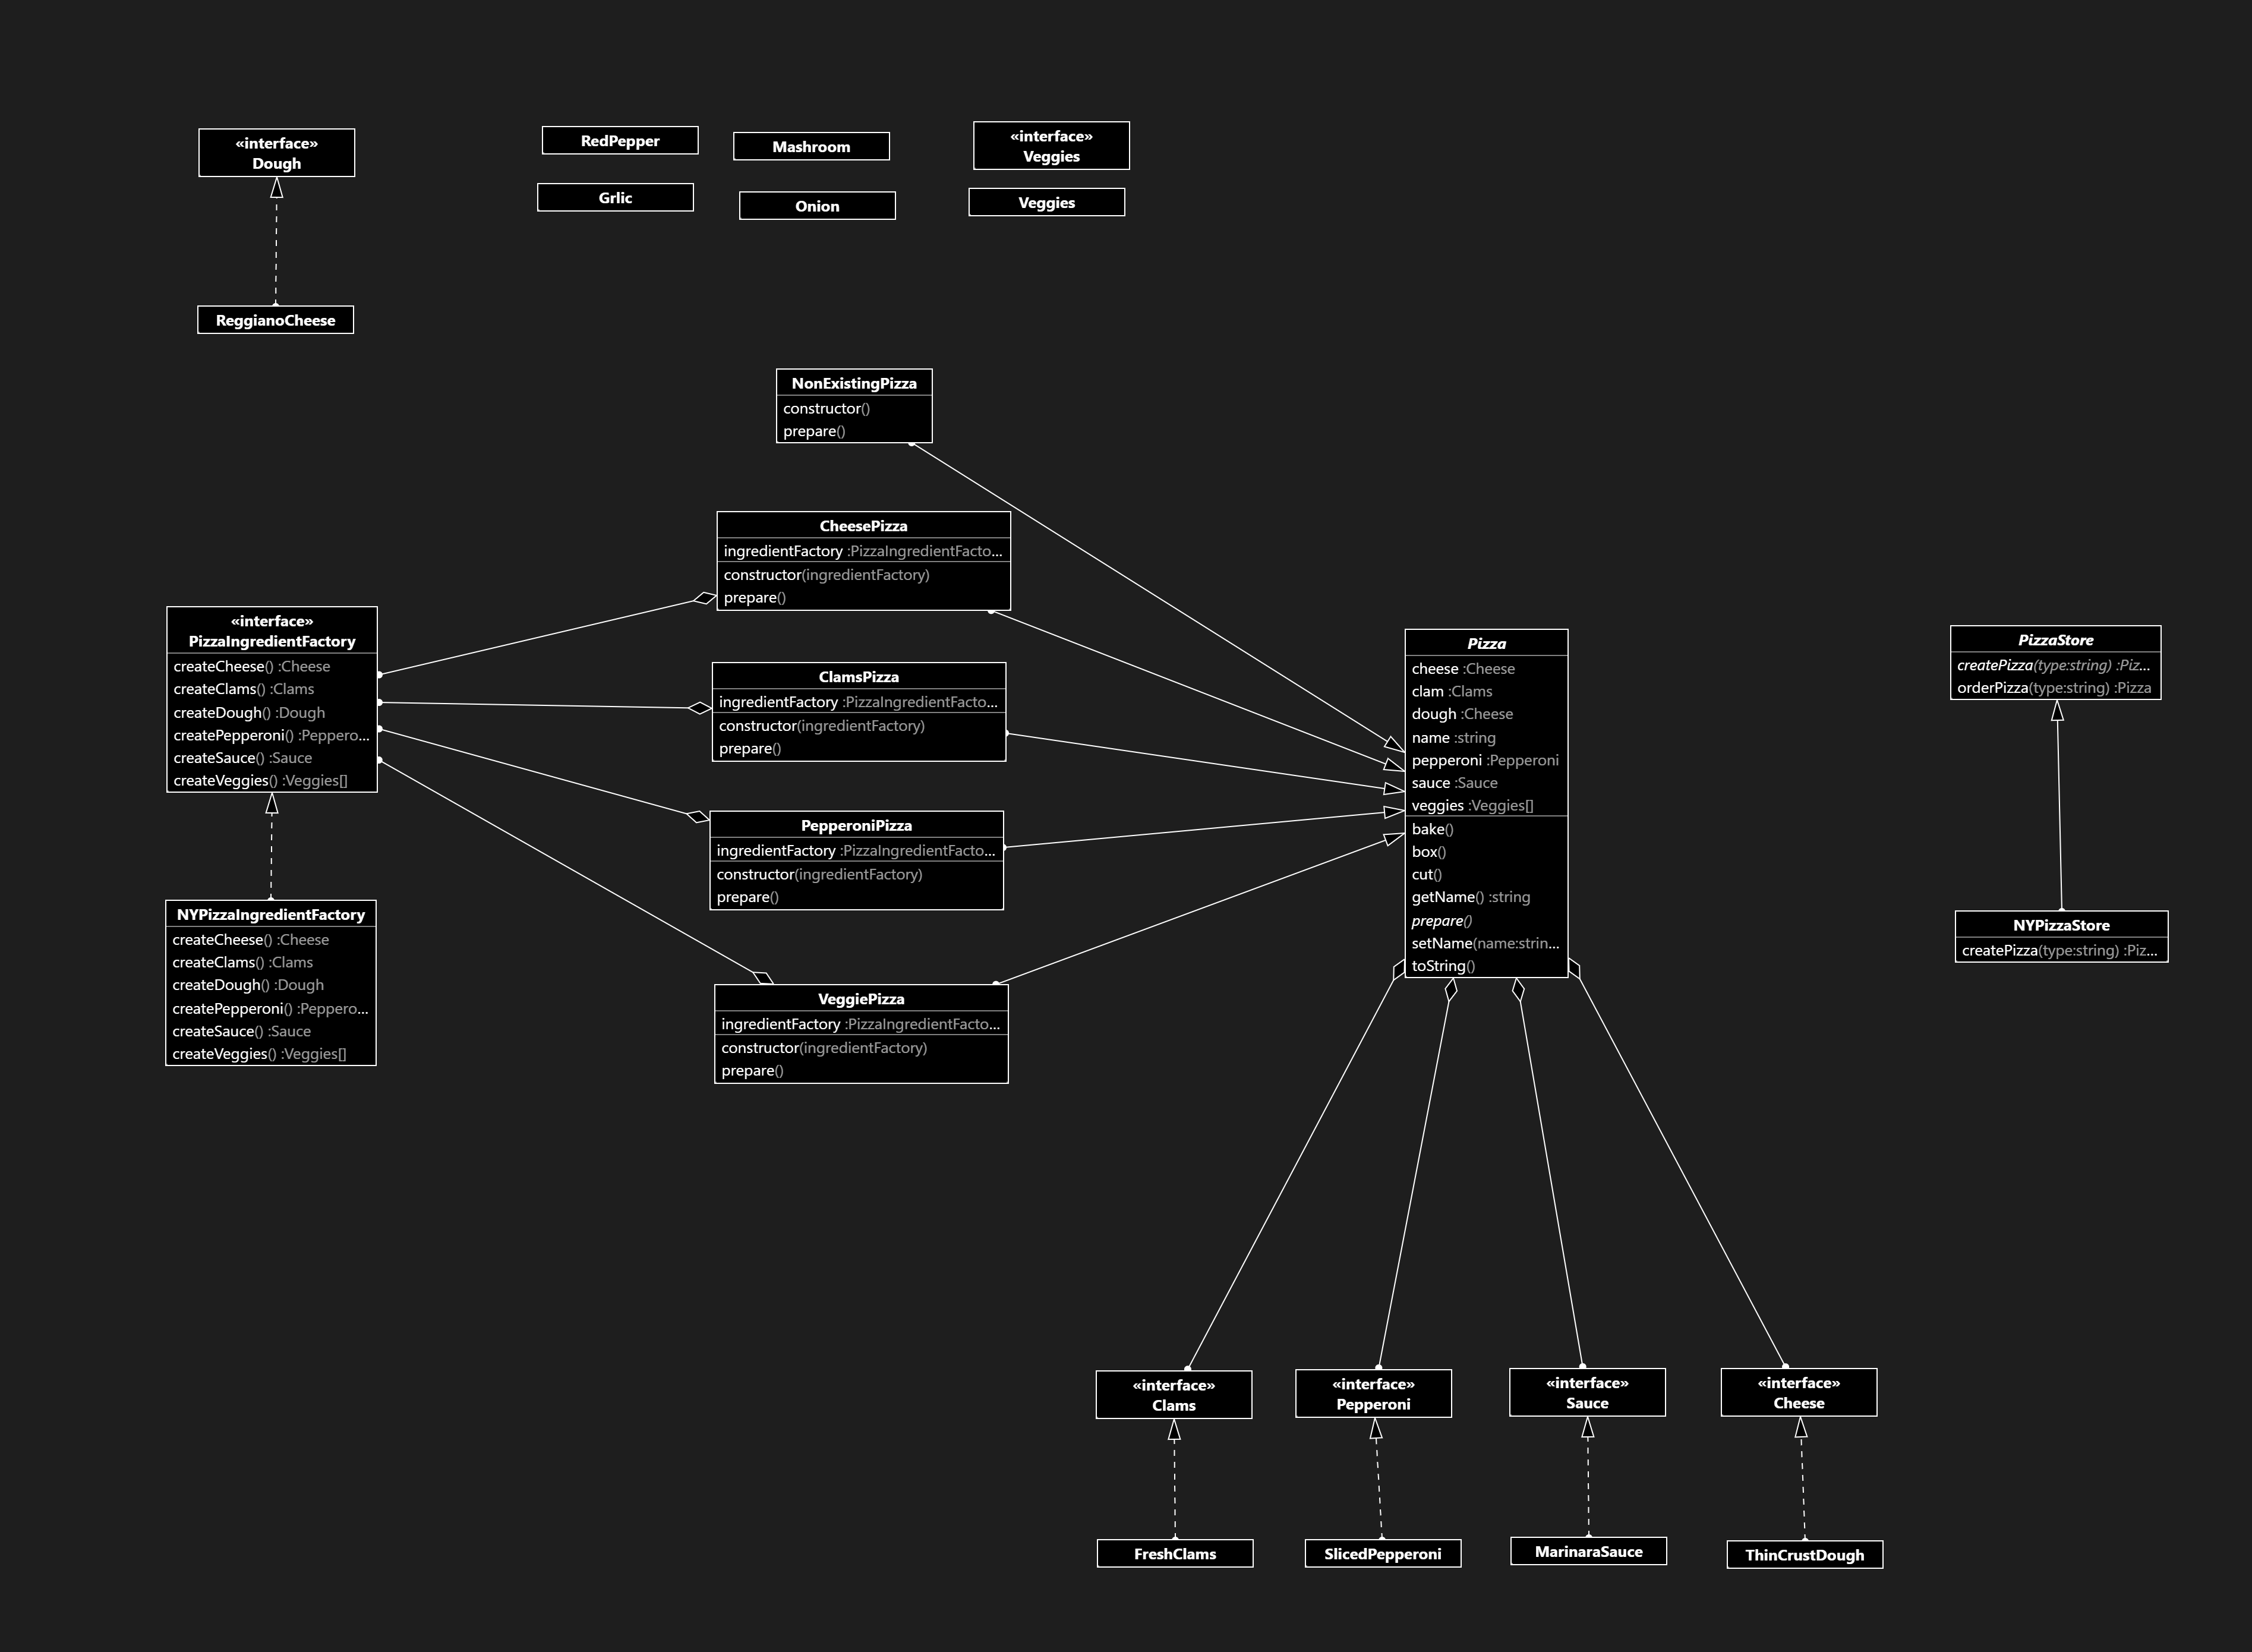 «interface»
Dough
RedPepper
Mashroom
«interface»
Veggies
Grlic
Onion
Veggies
ReggianoCheese
NonExistingPizza
constructor()
prepare()
CheesePizza
ingredientFactory :PizzaIngredientFacto...
constructor(ingredientFactory)
prepare()
«interface»
PizzaIngredientFactory
createCheese() :Cheese
createClams() :Clams
createDough() :Dough
createPepperoni() :Peppero...
createSauce() :Sauce
createVeggies() :Veggies[]
ClamsPizza
ingredientFactory :PizzaIngredientFacto...
constructor(ingredientFactory)
prepare()
Pizza
cheese :Cheese
clam :Clams
dough :Cheese
name :string
pepperoni :Pepperoni
sauce :Sauce
veggies :Veggies[]
bake()
box()
cut()
getName() :string
prepare()
setName(name:strin...
toString()
PizzaStore
createPizza(type:string) :Piz...
orderPizza(type:string) :Pizza
PepperoniPizza
ingredientFactory :PizzaIngredientFacto...
constructor(ingredientFactory)
prepare()
NYPizzaIngredientFactory
createCheese() :Cheese
createClams() :Clams
createDough() :Dough
createPepperoni() :Peppero...
createSauce() :Sauce
createVeggies() :Veggies[]
VeggiePizza
ingredientFactory :PizzaIngredientFacto...
constructor(ingredientFactory)
prepare()
NYPizzaStore
createPizza(type:string) :Piz...
«interface»
Clams
«interface»
Pepperoni
«interface»
Sauce
«interface»
Cheese
FreshClams
SlicedPepperoni
MarinaraSauce
ThinCrustDough